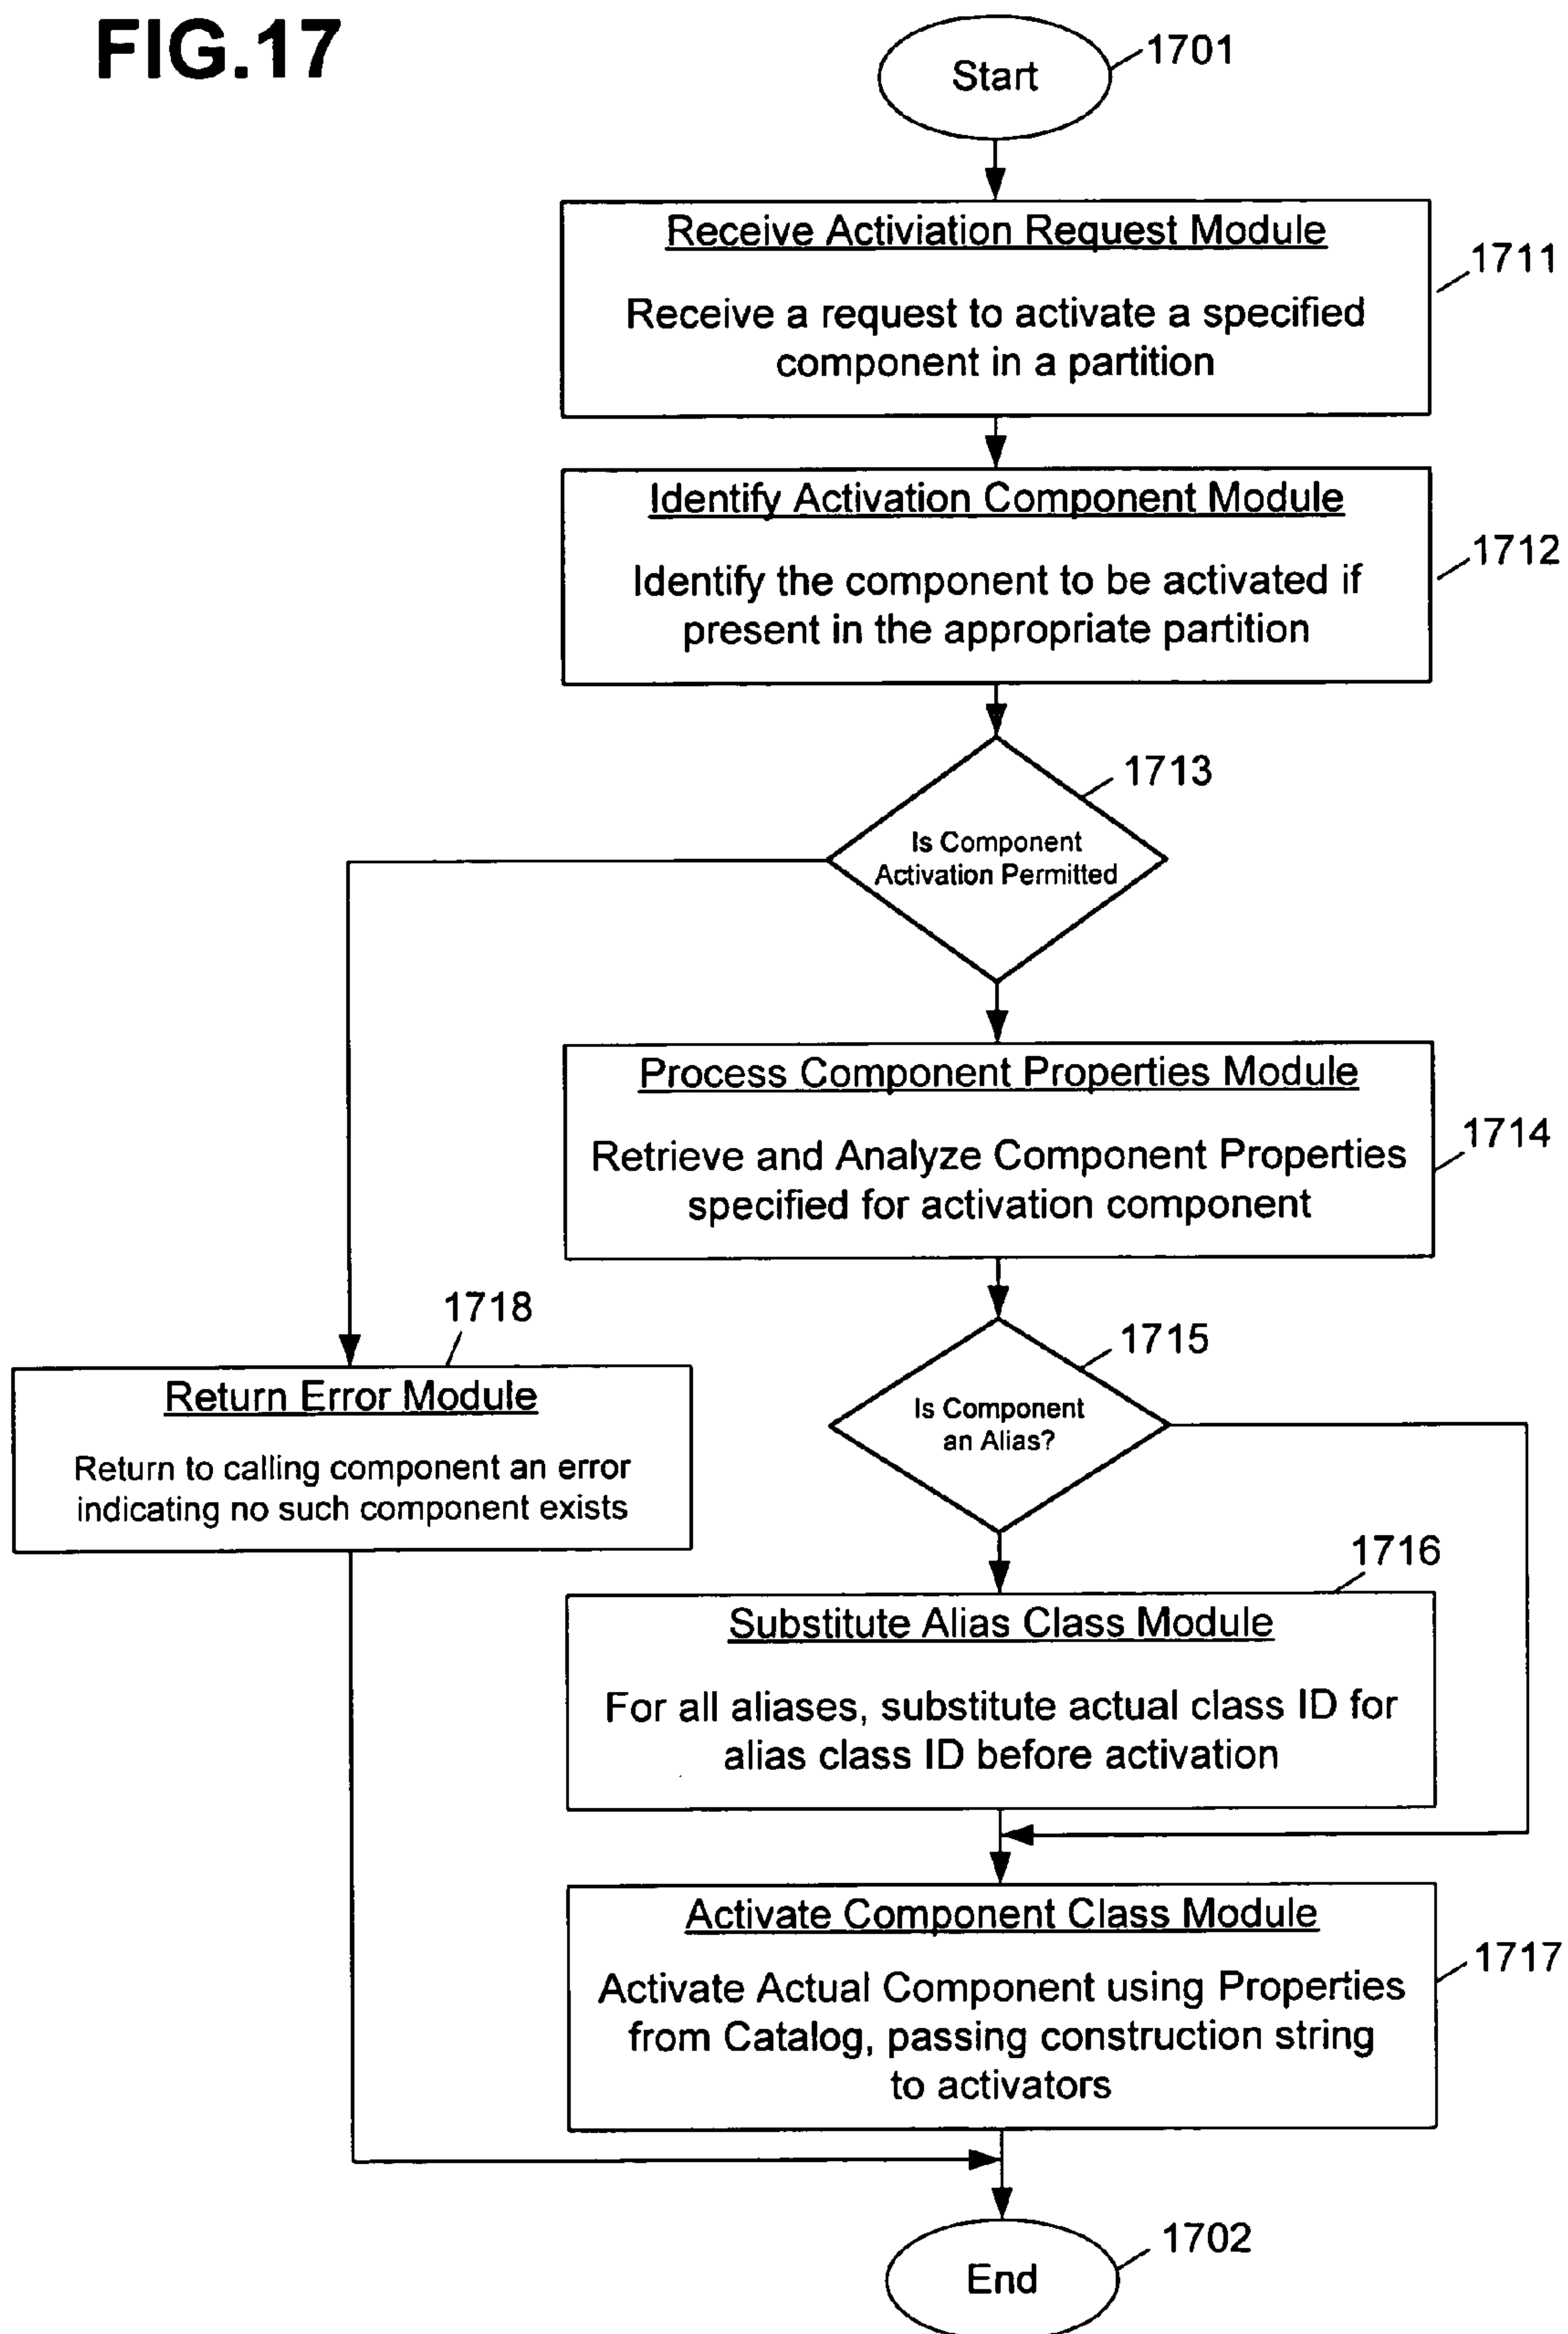 FIG.17
Start
1701
Receive Activiation Request Module
1711
Receive a request to activate a specified
component in a partition
Identify Activation Component Module
1712
Identify the component to be activated if
present in the appropriate partition
1713
Is Component
Activation Permitted
Process Component Properties Module
1714
Retrieve and Analyze Component Properties
specified for activation component
1718
Return Error Module
Return to calling component an error
indicating no such component exists
1715
Is Component
an Alias?
1716
Substitute Alias Class Module
For all aliases, substitute actual class ID for
alias class ID before activation
Activate Component Class Module
1717
Activate Actual Component using Properties
from Catalog, passing construction string
to activators
1702
End